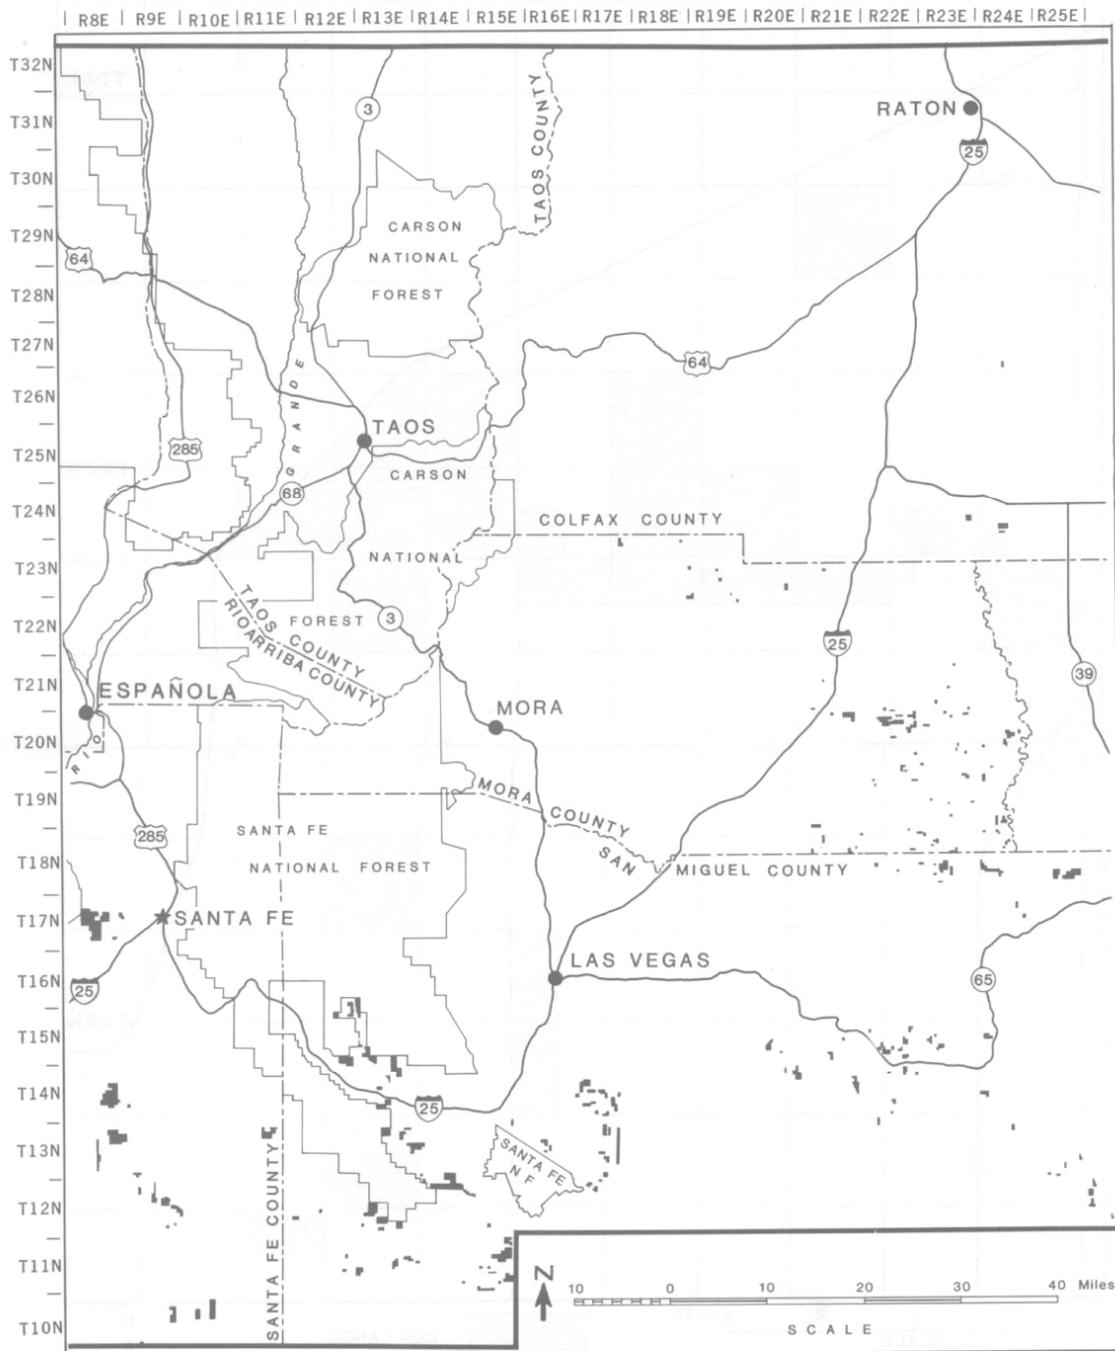 R8E | R9E | R10E | R11E | R12E | R13E | R14E | R15E | R16E | R17E | R18E | R19E | R20E | R21E | R22E | R23E | R24E | R25E |
T32N
T31N
T30N
T29N
T28N
T27N
T26N
T25N
T24N
T23N
T22N
T21N
T20N
T19N
T18N
T17N
T16N
T15N
T14N
T13N
T12N
T11N
T10N
3
TAOS COUNTY
RATON
25
CARSON
NATIONAL
FOREST
64
64
GRANDE
TAOS
285
68
CARSON
NATIONAL
FOREST
COLFAX COUNTY
TAOS COUNTY
RIO ARRIBA COUNTY
3
25
39
ESPAÑOLA
RIO
MORA
MORA COUNTY
SAN
MIGUEL COUNTY
285
SANTA FE
NATIONAL FOREST
SANTA FE
LAS VEGAS
25
65
25
SANTA FE
N F
SANTA FE COUNTY
N
10 0 10 20 30 40 Miles
SCALE